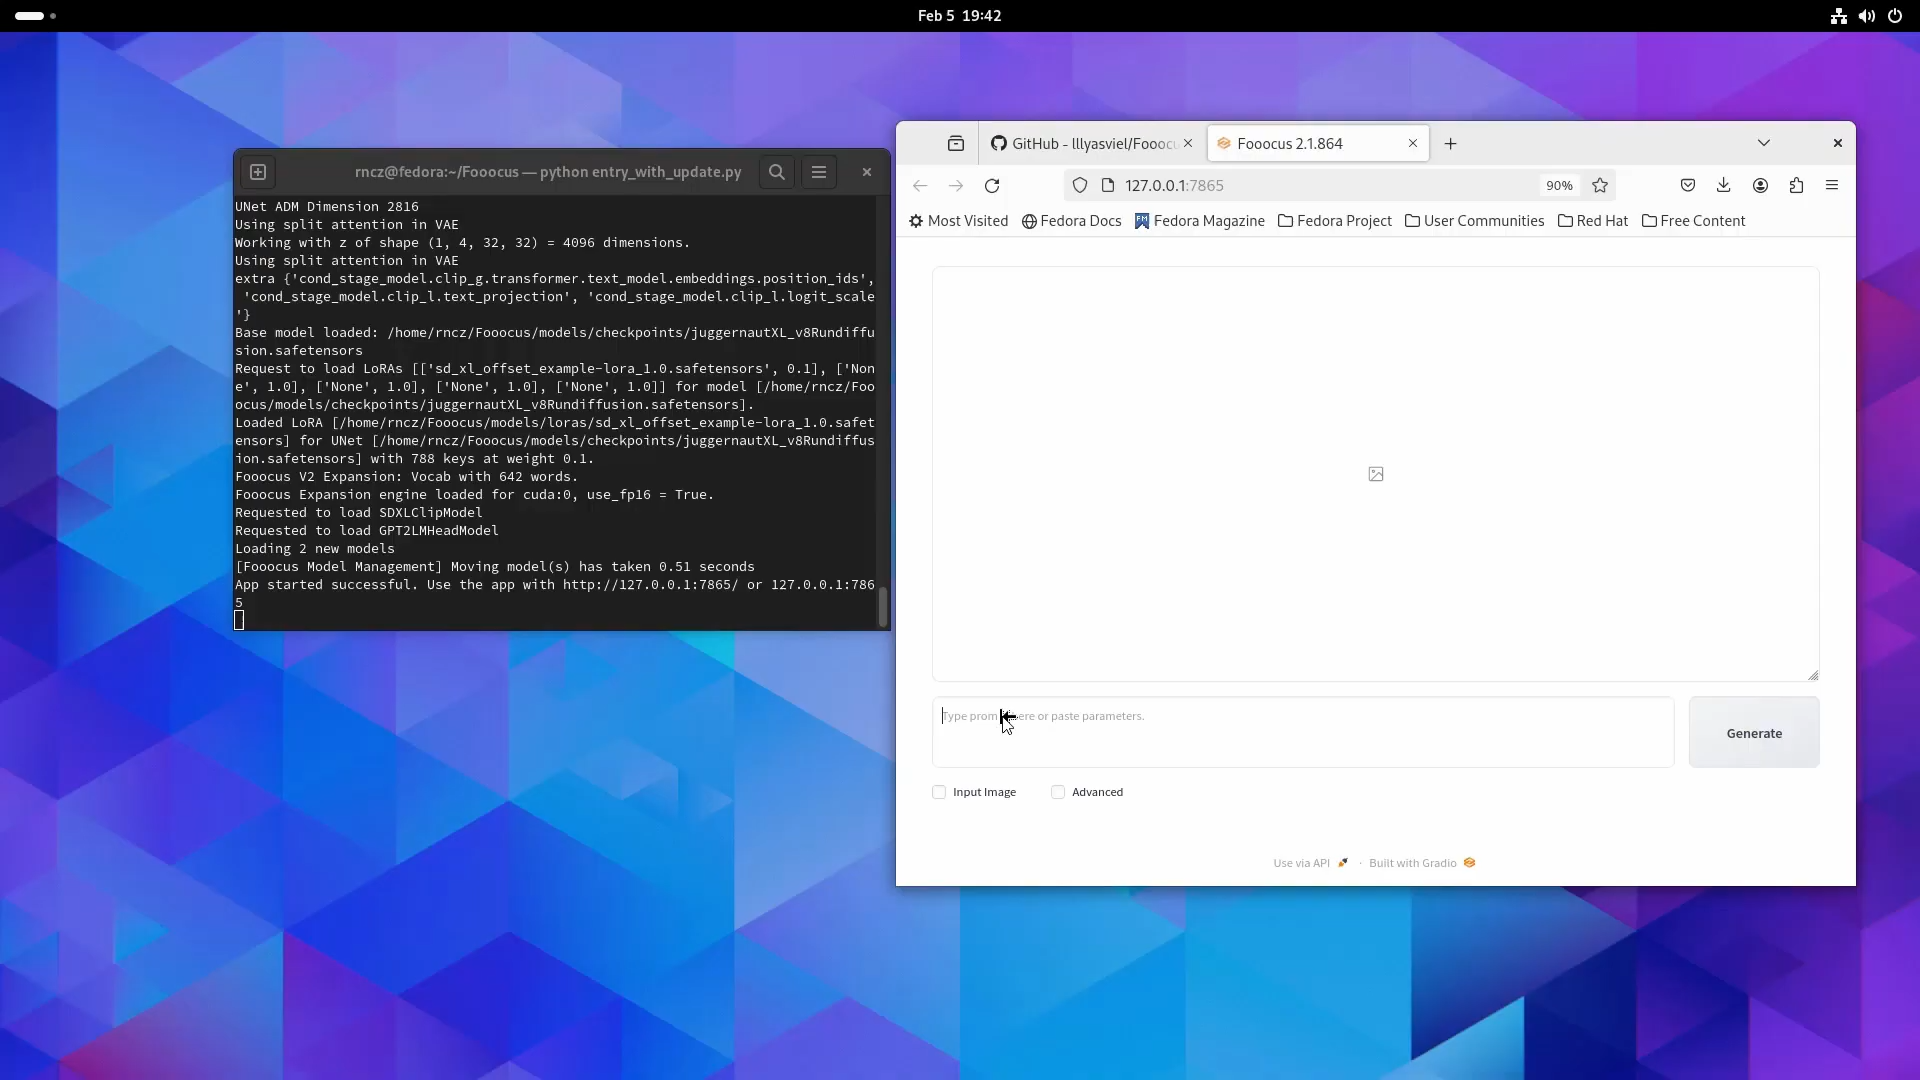 Feb 5 19:42
rncz@fedora:~/Fooocus — python entry_with_update.py
UNet ADM Dimension 2816
Using split attention in VAE
Working with z of shape (1, 4, 32, 32) = 4096 dimensions.
Using split attention in VAE
extra {'cond_stage_model.clip_g.transformer.text_model.embeddings.position_ids',
'cond_stage_model.clip_l.text_projection', 'cond_stage_model.clip_l.logit_scale
'}
Base model loaded: /home/rncz/Fooocus/models/checkpoints/juggernautXL_v8Rundiffu
sion.safetensors
Request to load LoRAs [['sd_xl_offset_example-lora_1.0.safetensors', 0.1], ['Non
e', 1.0], ['None', 1.0], ['None', 1.0], ['None', 1.0]] for model [/home/rncz/Foo
ocus/models/checkpoints/juggernautXL_v8Rundiffusion.safetensors].
Loaded LoRA [/home/rncz/Fooocus/models/loras/sd_xl_offset_example-lora_1.0.safet
ensors] for UNet [/home/rncz/Fooocus/models/checkpoints/juggernautXL_v8Rundiffus
ion.safetensors] with 788 keys at weight 0.1.
Fooocus V2 Expansion: Vocab with 642 words.
Fooocus Expansion engine loaded for cuda:0, use_fp16 = True.
Requested to load SDXLClipModel
Requested to load GPT2LMHeadModel
Loading 2 new models
[Fooocus Model Management] Moving model(s) has taken 0.51 seconds
App started successful. Use the app with http://127.0.0.1:7865/ or 127.0.0.1:786
5
GitHub - lllyasviel/Fooocu
Fooocus 2.1.864
127.0.0.1:7865
90%
Most Visited
Fedora Docs
Fedora Magazine
Fedora Project
User Communities
Red Hat
Free Content
Type prom ere or paste parameters.
Generate
Input Image
Advanced
Use via API
· Built with Gradio